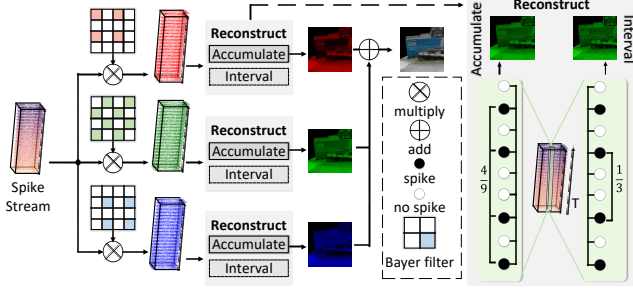 Spike
Stream
Reconstruct
Accumulate
Interval
Reconstruct
Accumulate
Interval
Reconstruct
Accumulate
Interval
multiply
add
spike
no spike
Bayer filter
Reconstruct
Accumulate
Interval
4/9
T
1/3